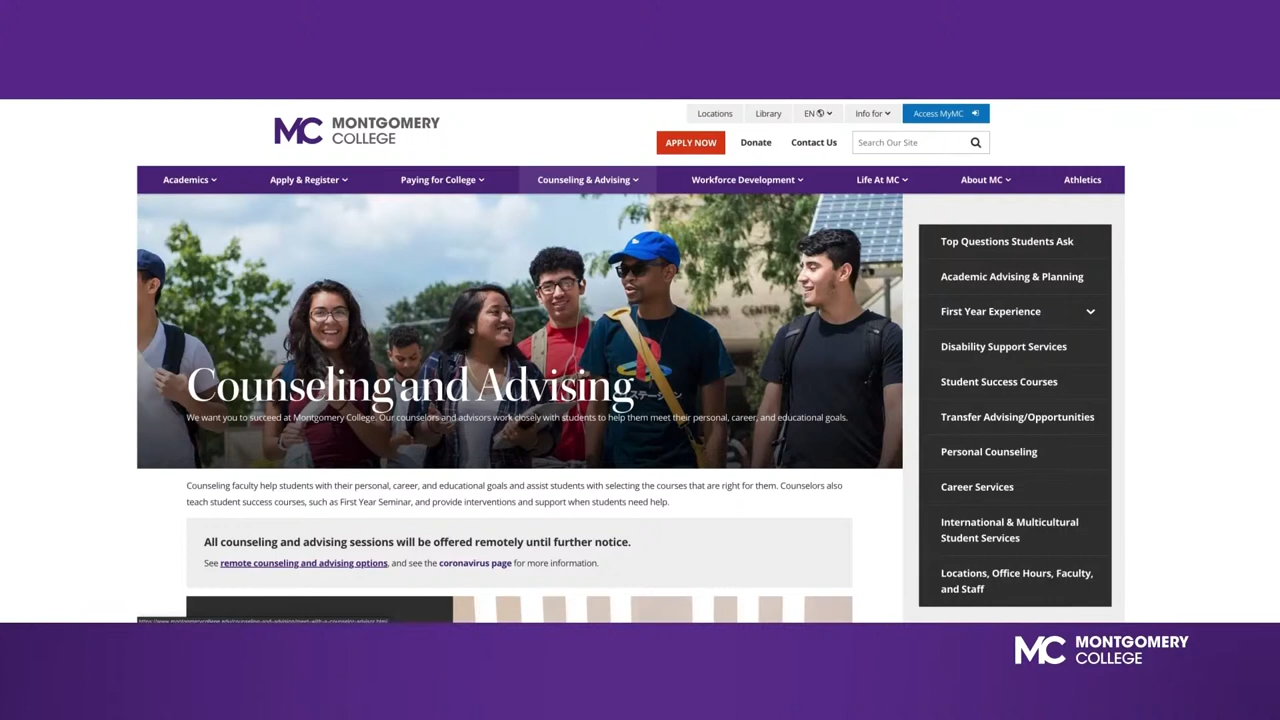 MC MONTGOMERY
COLLEGE
Locations
Library
EN
Info for
Access MyMC
APPLY NOW
Donate
Contact Us
Search Our Site
Academics
Apply & Register
Paying for College
Counseling & Advising
Workforce Development
Life At MC
About MC
Athletics
Counseling and Advising
We want you to succeed at Montgomery College. Our counselors and advisors work closely with students to help them meet their personal, career, and educational goals.
Counseling faculty help students with their personal, career, and educational goals and assist students with selecting the courses that are right for them. Counselors also
teach student success courses, such as First Year Seminar, and provide interventions and support when students need help.
All counseling and advising sessions will be offered remotely until further notice.
See remote counseling and advising options, and see the coronavirus page for more information.
Top Questions Students Ask
Academic Advising & Planning
First Year Experience
Disability Support Services
Student Success Courses
Transfer Advising/Opportunities
Personal Counseling
Career Services
International & Multicultural
Student Services
Locations, Office Hours, Faculty,
and Staff
MC MONTGOMERY
COLLEGE